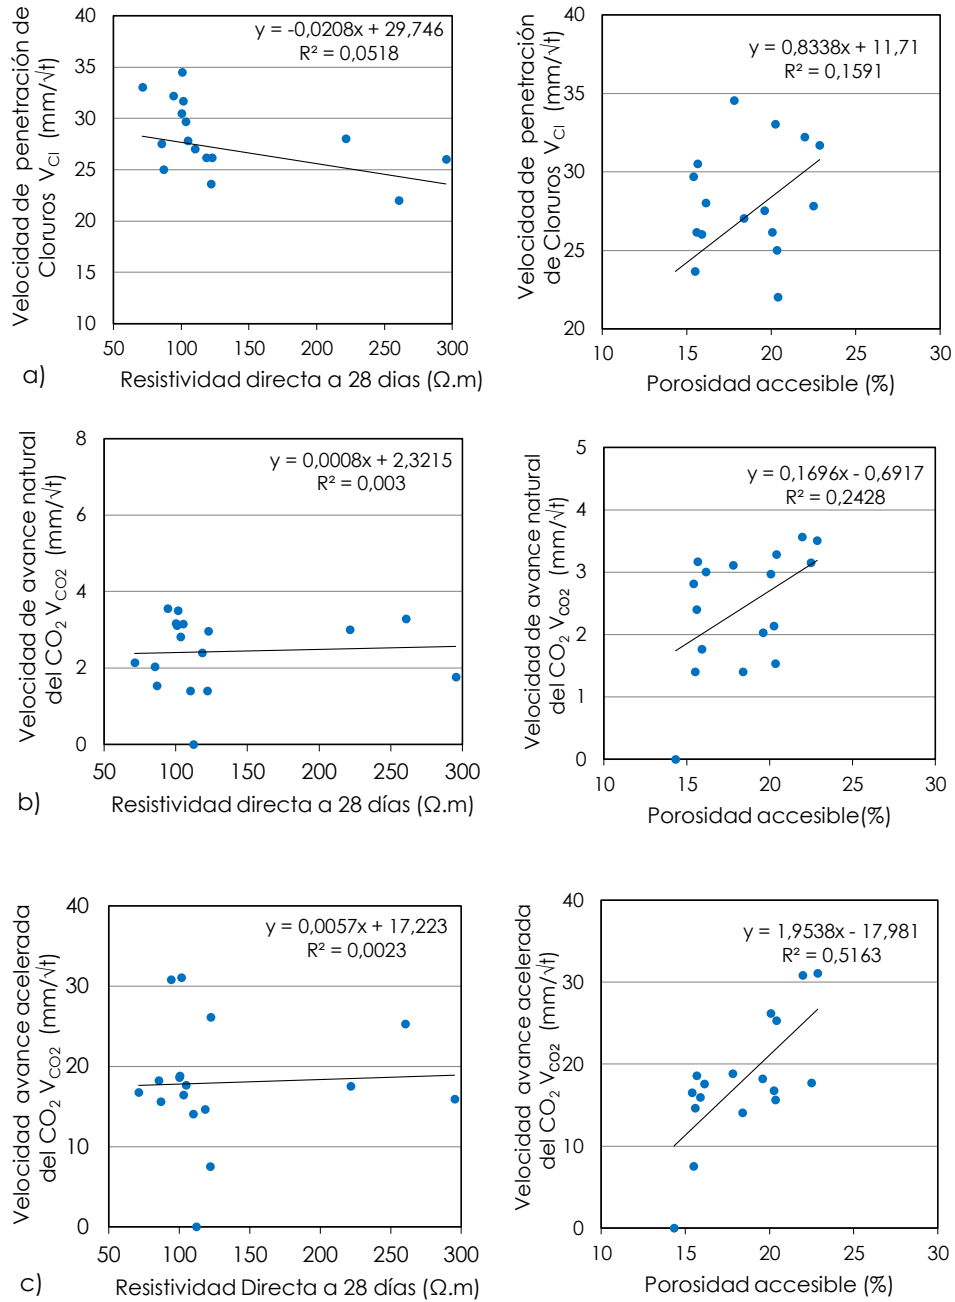 Velocidad de penetración de
Cloruros V_Cl (mm/√t)
40
35
30
25
20
15
10
y = -0,0208x + 29,746
R² = 0,0518
50 100 150 200 250 300
Resistividad directa a 28 dias (Ω.m)
a)
Velocidad de penetración
de Cloruros V_Cl (mm/√t)
40
35
30
25
20
y = 0,8338x + 11,71
R² = 0,1591
10 15 20 25 30
Porosidad accesible (%)
Velocidad de avance natural
del CO₂ V_CO2 (mm/√t)
8
6
4
2
0
y = 0,0008x + 2,3215
R² = 0,003
50 100 150 200 250 300
Resistividad directa a 28 días (Ω.m)
b)
Velocidad de avance natural
del CO₂ V_CO2 (mm/√t)
5
4
3
2
1
0
y = 0,1696x - 0,6917
R² = 0,2428
10 15 20 25 30
Porosidad accesible(%)
Velocidad avance acelerada
del CO₂ V_CO2 (mm/√t)
40
30
20
10
0
y = 0,0057x + 17,223
R² = 0,0023
50 100 150 200 250 300
Resistividad Directa a 28 días (Ω.m)
c)
Velocidad avance acelerada
del CO₂ V_CO2 (mm/√t)
40
30
20
10
0
y = 1,9538x - 17,981
R² = 0,5163
10 15 20 25 30
Porosidad accesible (%)